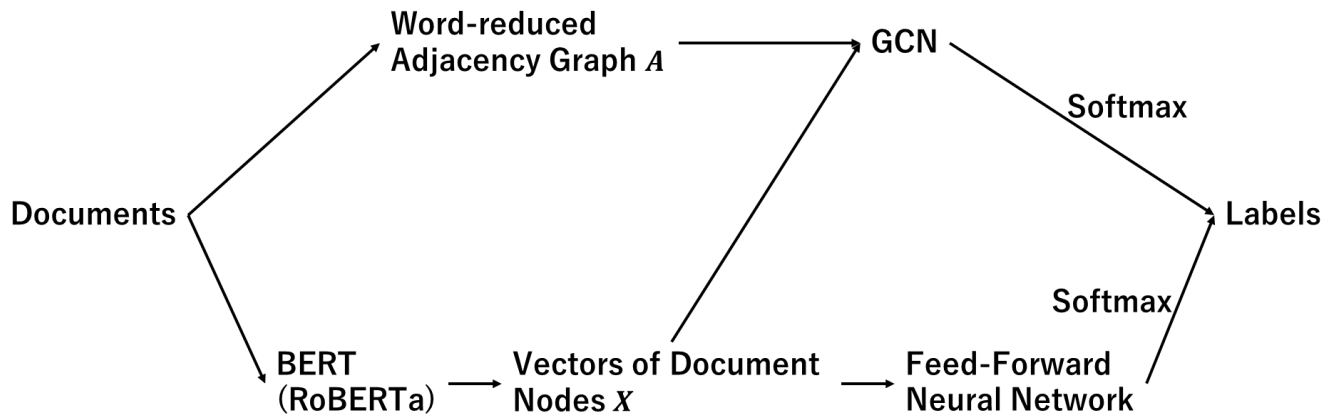 Word-reduced
Adjacency Graph A
GCN
Softmax
Documents
Labels
Softmax
BERT
(RoBERTa)
Vectors of Document
Nodes X
Feed-Forward
Neural Network